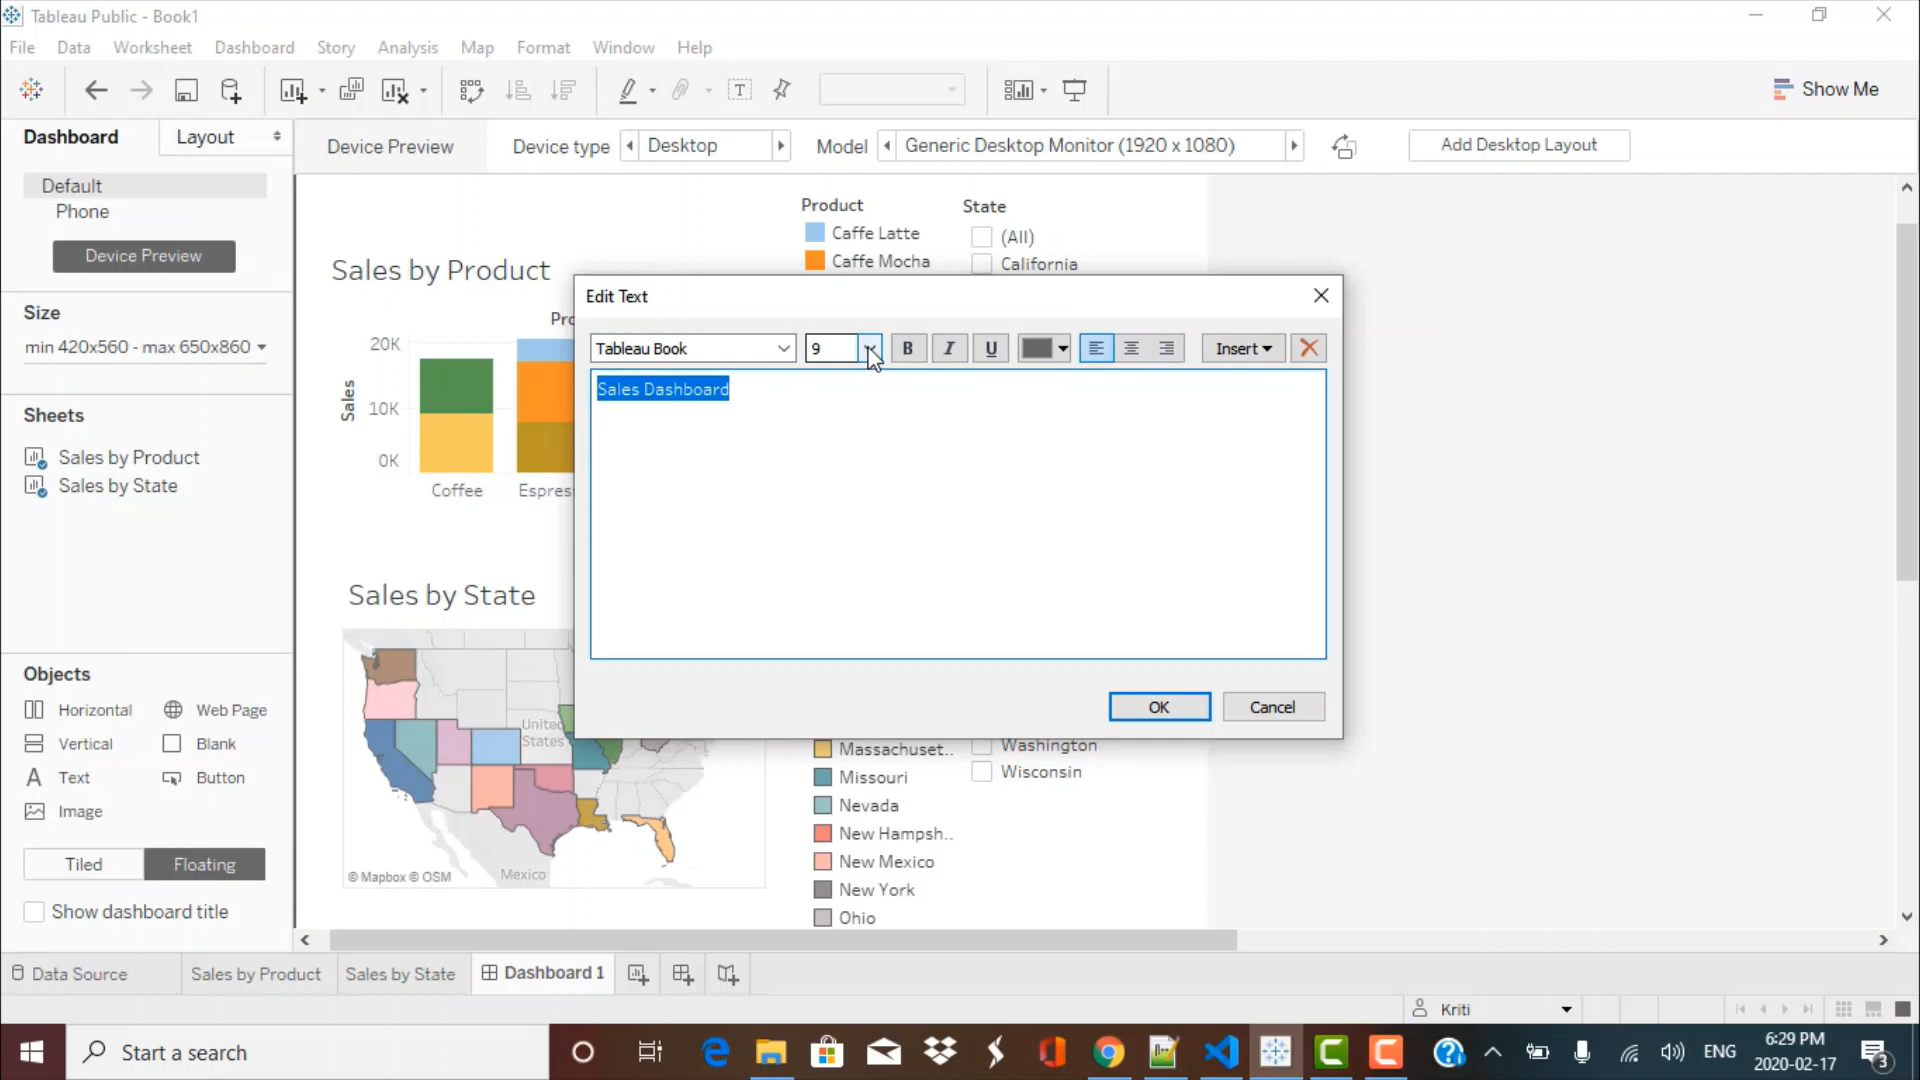 Tableau Public - Book1
File Data Worksheet Dashboard Story Analysis Map Format Window Help
Show Me
Dashboard Layout
Device Preview Device type Desktop Model Generic Desktop Monitor (1920 x 1080) Add Desktop Layout
Default
Phone
Device Preview
Size
min 420x560 - max 650x860
Sheets
Sales by Product
Sales by State
Objects
Horizontal Web Page
Vertical Blank
Text Button
Image
Tiled Floating
Show dashboard title
Sales by Product
20K
10K
0K
Sales
Coffee
Product
Caffe Latte
Caffe Mocha
State
(All)
California
Edit Text
Tableau Book 9 B I U Insert
Sales Dashboard
OK Cancel
Sales by State
United
States
Mexico
© Mapbox © OSM
Massachuset..
Missouri
Nevada
New Hampsh..
New Mexico
New York
Ohio
Washington
Wisconsin
Data Source Sales by Product Sales by State Dashboard 1
Kriti
Start a search
ENG
6:29 PM
2020-02-17
3